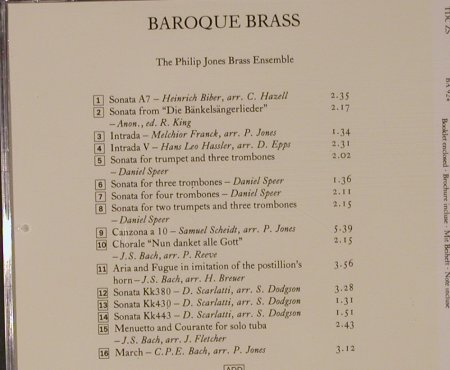 BAROQUE BRASS
The Philip Jones Brass Ensemble
1 Sonata A7 – Heinrich Biber, arr. C. Hazell 2.35
2 Sonata from "Die Bänkelsängerlieder" 2.17
– Anon., ed. R. King
3 Intrada – Melchior Franck, arr. P. Jones 1.34
4 Intrada V – Hans Leo Hassler, arr. D. Epps 2.31
5 Sonata for trumpet and three trombones 2.02
– Daniel Speer
6 Sonata for three trombones – Daniel Speer 1.36
7 Sonata for four trombones – Daniel Speer 2.11
8 Sonata for two trumpets and three trombones 2.15
– Daniel Speer
9 Canzona a 10 – Samuel Scheidt, arr. P. Jones 5.39
10 Chorale "Nun danket alle Gott" 2.15
– J.S. Bach, arr. P. Reeve
11 Aria and Fugue in imitation of the postillion's 3.56
horn – J.S. Bach, arr. H. Breuer
12 Sonata Kk380 – D. Scarlatti, arr. S. Dodgson 3.28
13 Sonata Kk430 – D. Scarlatti, arr. S. Dodgson 1.31
14 Sonata Kk443 – D. Scarlatti, arr. S. Dodgson 1.51
15 Menuetto and Courante for solo tuba 2.43
– J.S. Bach, arr. J. Fletcher
16 March – C.P.E. Bach, arr. P. Jones 3.12
ADD
BA 924
Booklet enclosed · Brochure incluse · Mit Beiheft · Note incluse